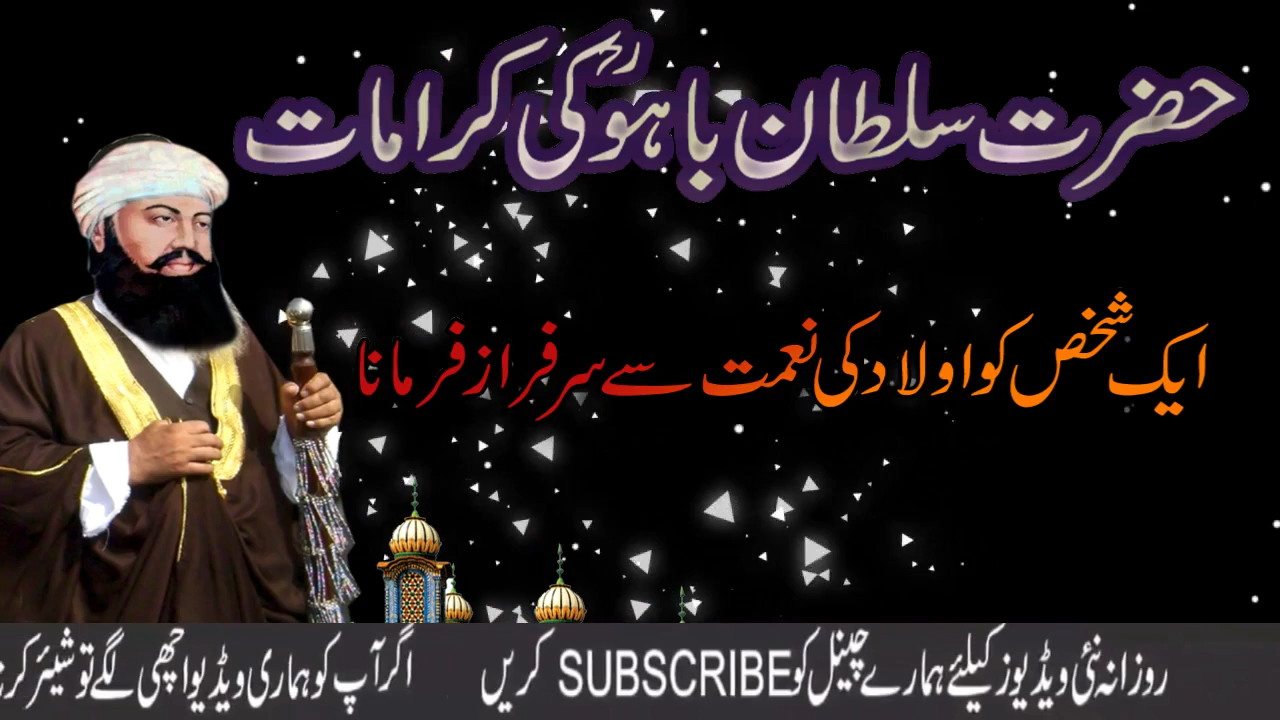 حضرت سلطان باھوؒ کی کرامات
ایک شخص کو اولاد کی نعمت سے سرفراز فرمانا
روزانہ نئی ویڈیوز کیلئے ہمارے چینل کو SUBSCRIBE کریں اگر آپ کو ہماری ویڈیو اچھی لگے تو شیئر